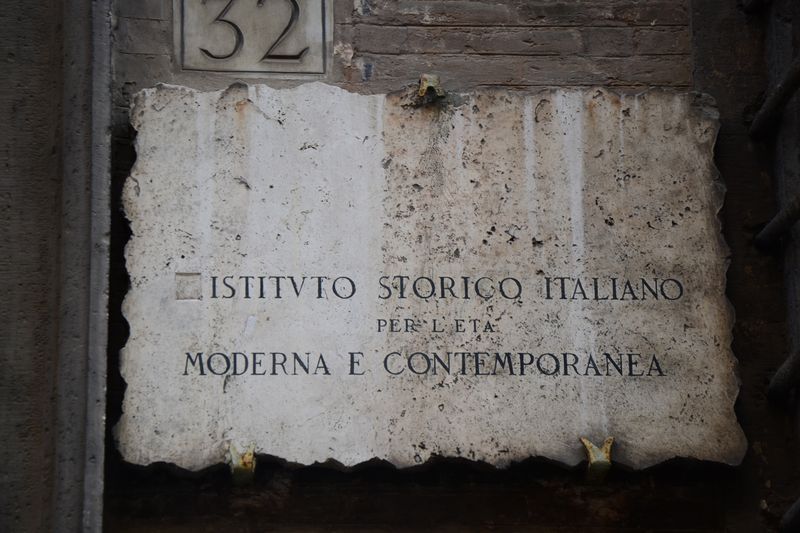 32
ISTITVTO STORICO ITALIANO
PER L'ETA
MODERNA E CONTEMPORANEA